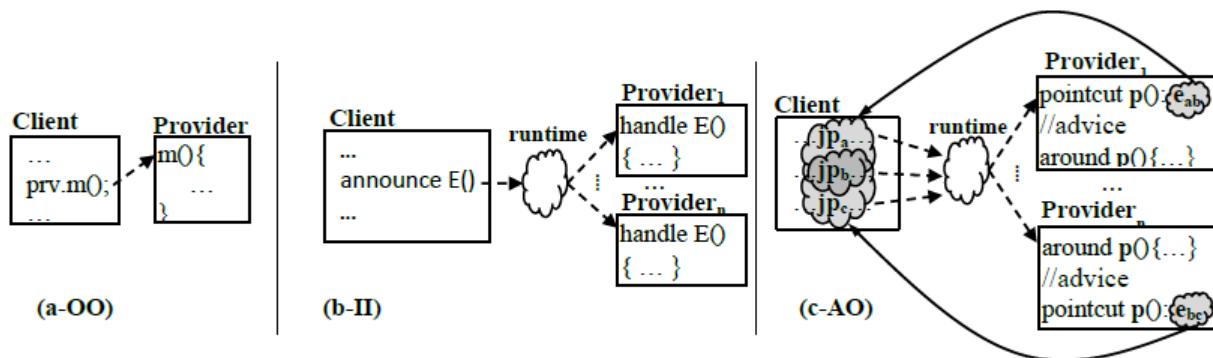 Client
...
prv.m();
...
Provider
m(){
...
}
(a-OO)
Client
...
announce E()
...
runtime
Provider1
handle E()
{ ... }
...
Providern
handle E()
{ ... }
(b-II)
Client
...jpa...
...jpb...
...jpc...
runtime
Provider1
pointcut p(): eab
//advice
around p(){...}
...
Providern
around p(){...}
//advice
pointcut p(): ebc
(c-AO)